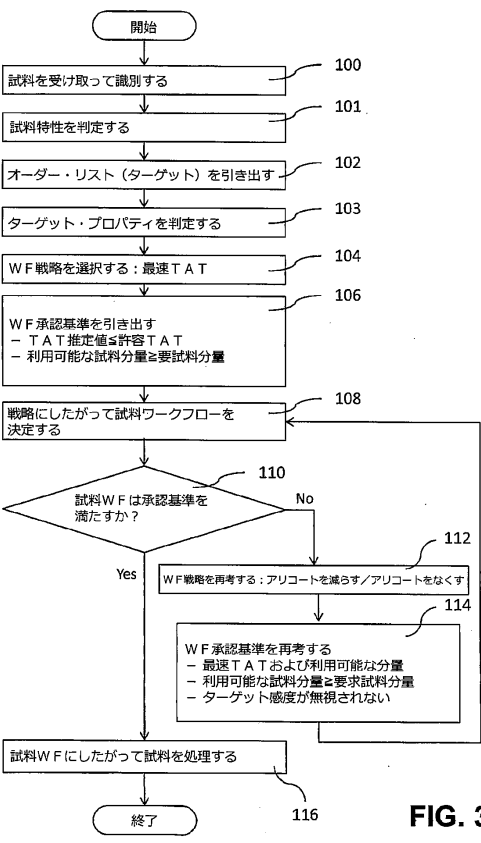 開始
試料を受け取って識別する
100
試料特性を判定する
101
オーダー・リスト（ターゲット）を引き出す
102
ターゲット・プロパティを判定する
103
ＷＦ戦略を選択する：最速ＴＡＴ
104
106
ＷＦ承認基準を引き出す
－ ＴＡＴ推定値≦許容ＴＡＴ
－ 利用可能な試料分量≧要試料分量
戦略にしたがって試料ワークフローを
決定する
108
110
試料ＷＦは承認基準を
満たすか？
No
Yes
112
ＷＦ戦略を再考する：アリコートを減らす／アリコートをなくす
114
ＷＦ承認基準を再考する
－ 最速ＴＡＴおよび利用可能な分量
－ 利用可能な試料分量≧要求試料分量
－ ターゲット感度が無視されない
試料ＷＦにしたがって試料を処理する
116
終了
FIG. 3